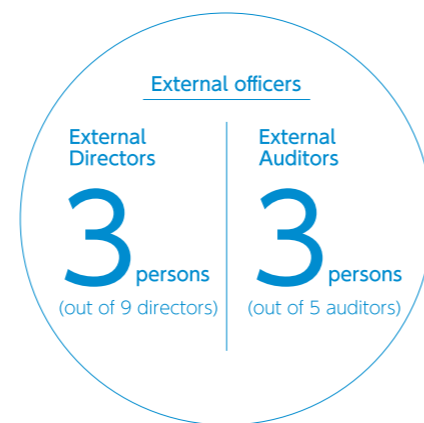 External officers
External
Directors
3 persons
(out of 9 directors)
External
Auditors
3 persons
(out of 5 auditors)